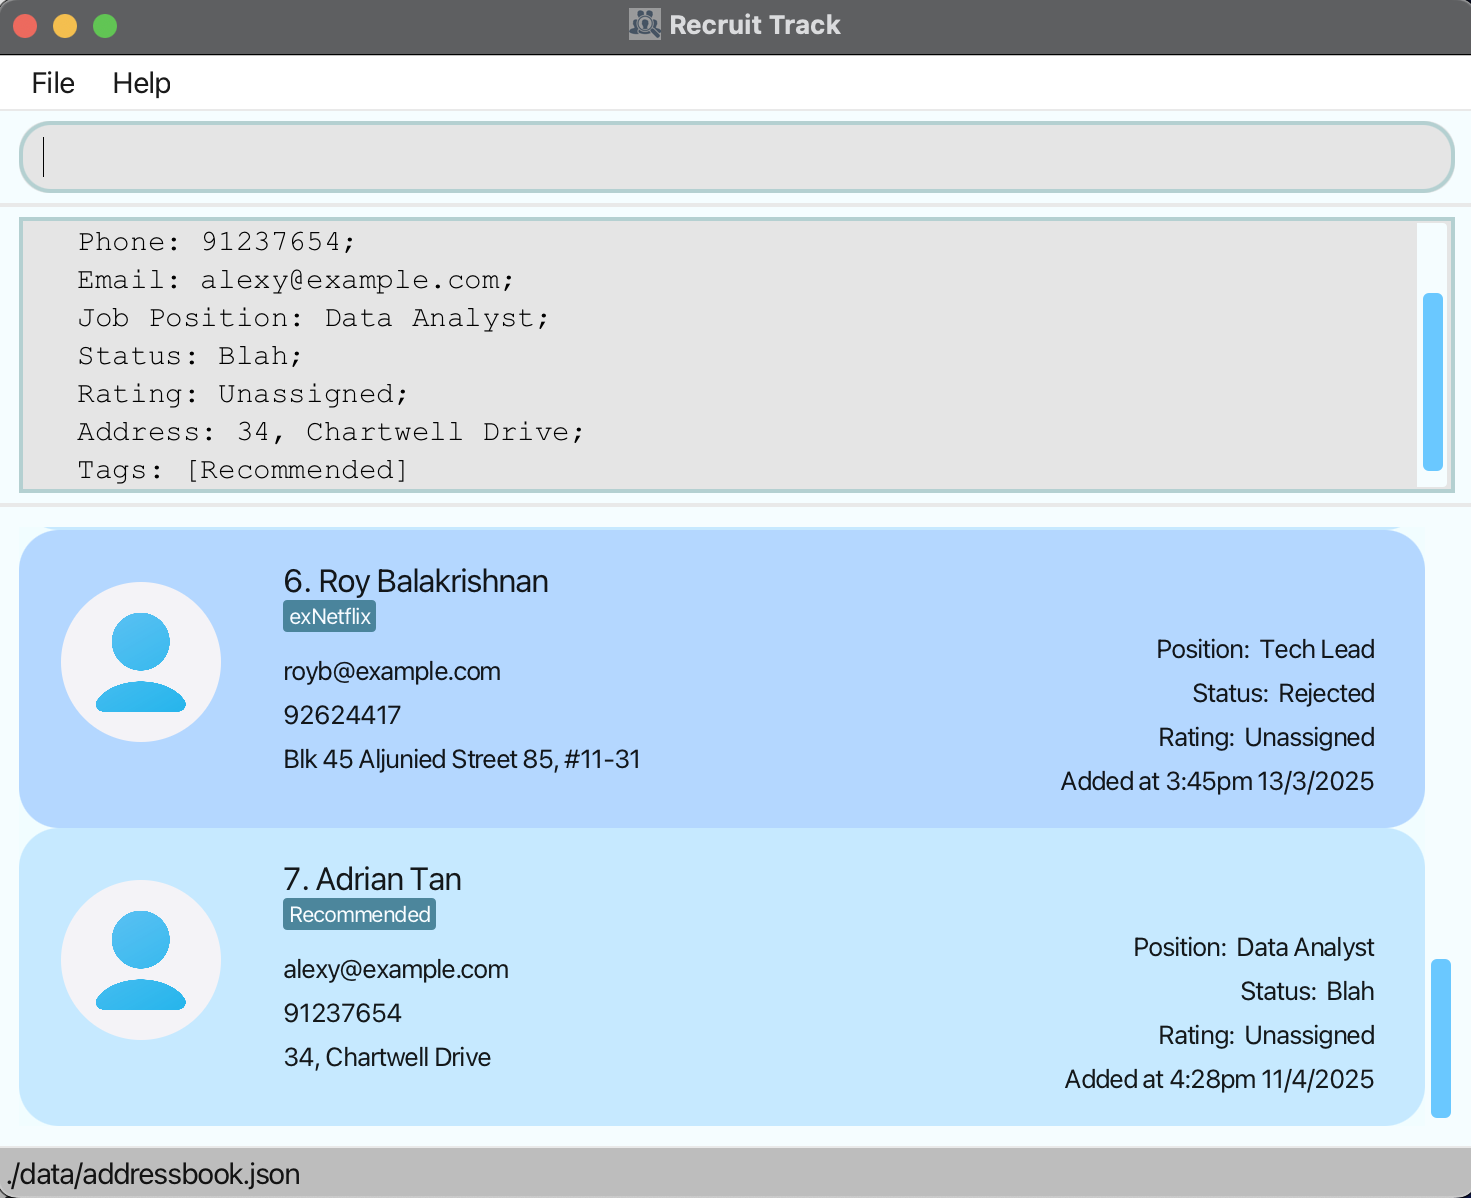 Recruit Track
File Help
Phone: 91237654;
Email: alexy@example.com;
Job Position: Data Analyst;
Status: Blah;
Rating: Unassigned;
Address: 34, Chartwell Drive;
Tags: [Recommended]
6. Roy Balakrishnan
exNetflix
royb@example.com
92624417
Blk 45 Aljunied Street 85, #11-31
Position: Tech Lead
Status: Rejected
Rating: Unassigned
Added at 3:45pm 13/3/2025
7. Adrian Tan
Recommended
alexy@example.com
91237654
34, Chartwell Drive
Position: Data Analyst
Status: Blah
Rating: Unassigned
Added at 4:28pm 11/4/2025
./data/addressbook.json